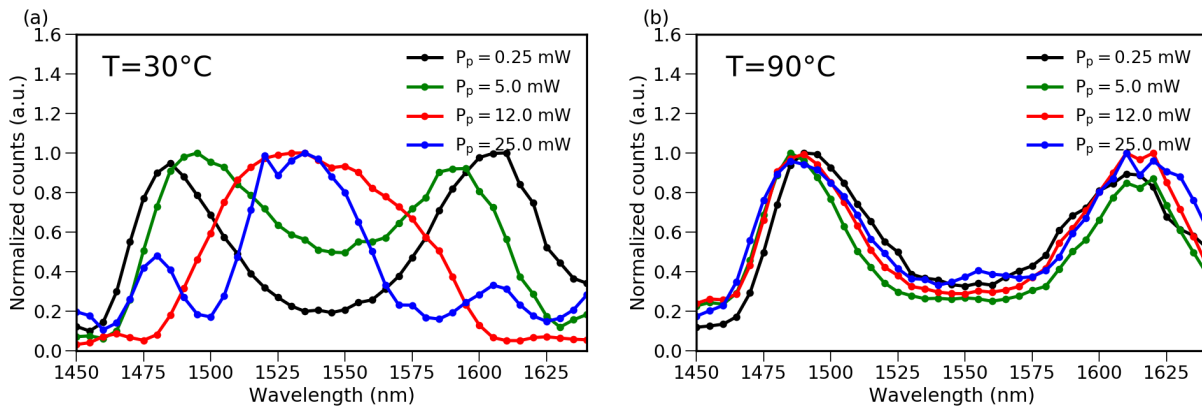 (a)
T=30°C
Normalized counts (a.u.)
1.6
1.4
1.2
1.0
0.8
0.6
0.4
0.2
0.0
P_p = 0.25 mW
P_p = 5.0 mW
P_p = 12.0 mW
P_p = 25.0 mW
1450 1475 1500 1525 1550 1575 1600 1625
Wavelength (nm)
(b)
T=90°C
Normalized counts (a.u.)
1.6
1.4
1.2
1.0
0.8
0.6
0.4
0.2
0.0
P_p = 0.25 mW
P_p = 5.0 mW
P_p = 12.0 mW
P_p = 25.0 mW
1450 1475 1500 1525 1550 1575 1600 1625
Wavelength (nm)